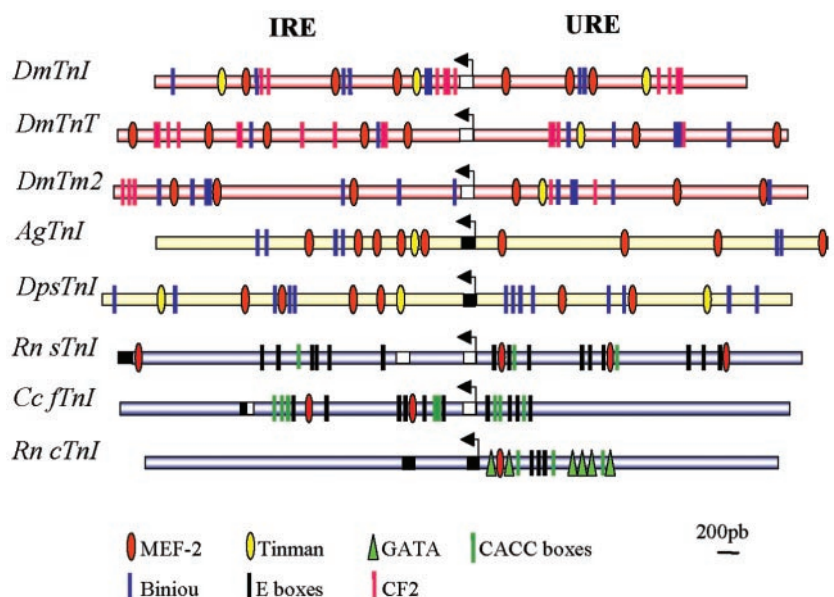 IRE URE
DmTnI
DmTnT
DmTm2
AgTnI
DpsTnI
Rn sTnI
Cc fTnI
Rn cTnI
MEF-2 Tinman GATA CACC boxes 200pb
Biniou E boxes CF2